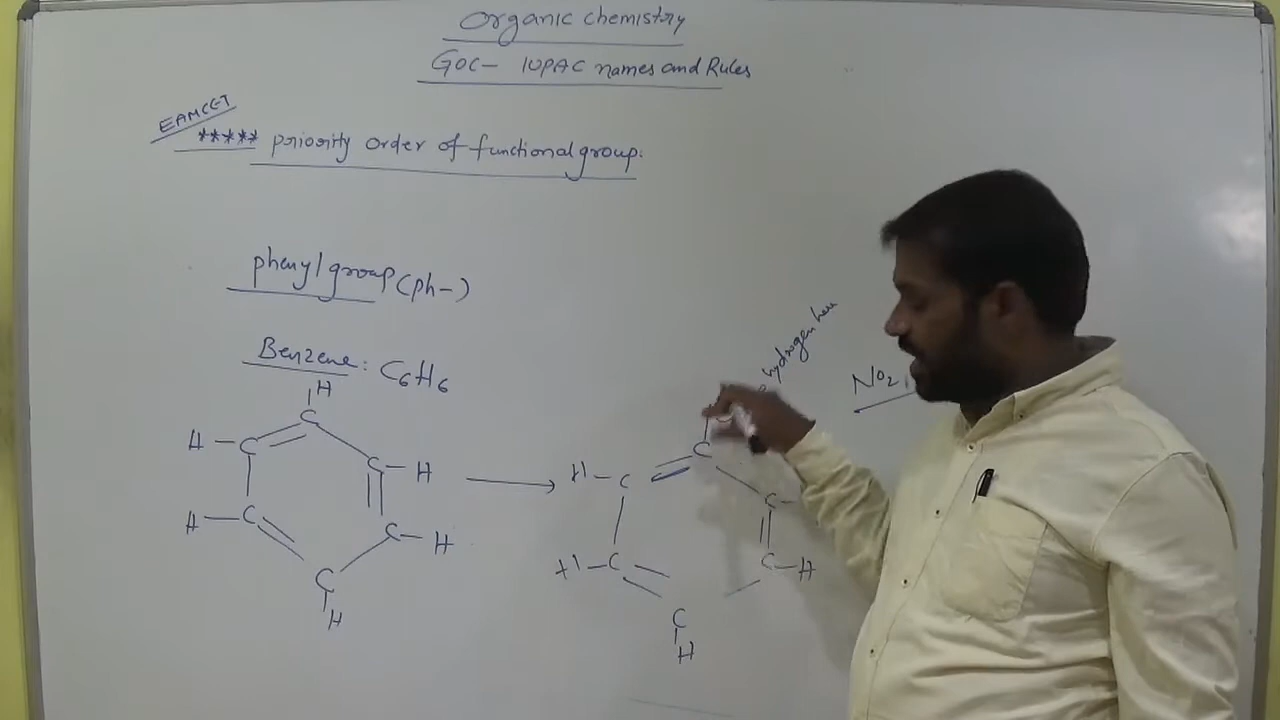 Organic chemistry
GOC- IUPAC names and Rules
EAMCET
***** priority order of functional group.
phenyl group (ph-)
Benzene: C6H6
H
C
H-C
C-H
H-C
C-H
C
H
hydrogen here
NO2
C
H-C
C-
H-C
C-H
C
H